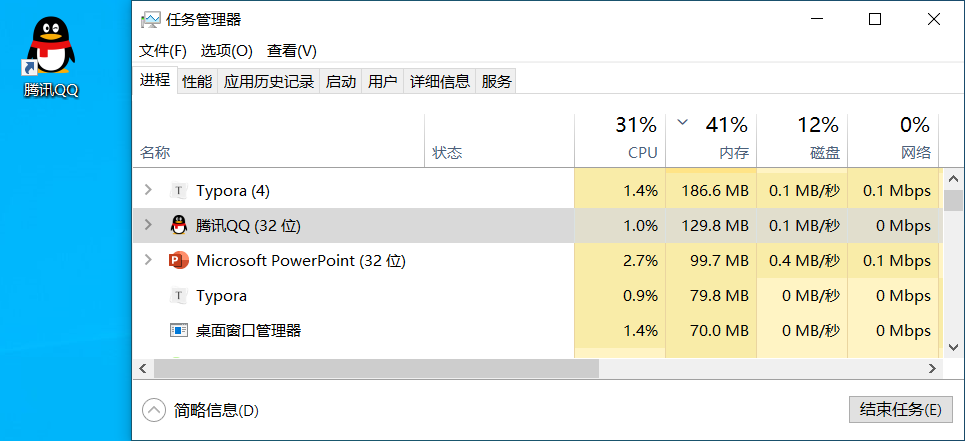 任务管理器
文件(F) 选项(O) 查看(V)
进程 性能 应用历史记录 启动 用户 详细信息 服务
31% 41% 12% 0%
名称 状态 CPU 内存 磁盘 网络
T Typora (4) 1.4% 186.6 MB 0.1 MB/秒 0.1 Mbps
腾讯QQ (32 位) 1.0% 129.8 MB 0.1 MB/秒 0 Mbps
P Microsoft PowerPoint (32 位) 2.7% 99.7 MB 0.4 MB/秒 0.1 Mbps
T Typora 0.9% 79.8 MB 0 MB/秒 0 Mbps
桌面窗口管理器 1.4% 70.0 MB 0 MB/秒 0 Mbps
简略信息(D) 结束任务(E)
腾讯QQ